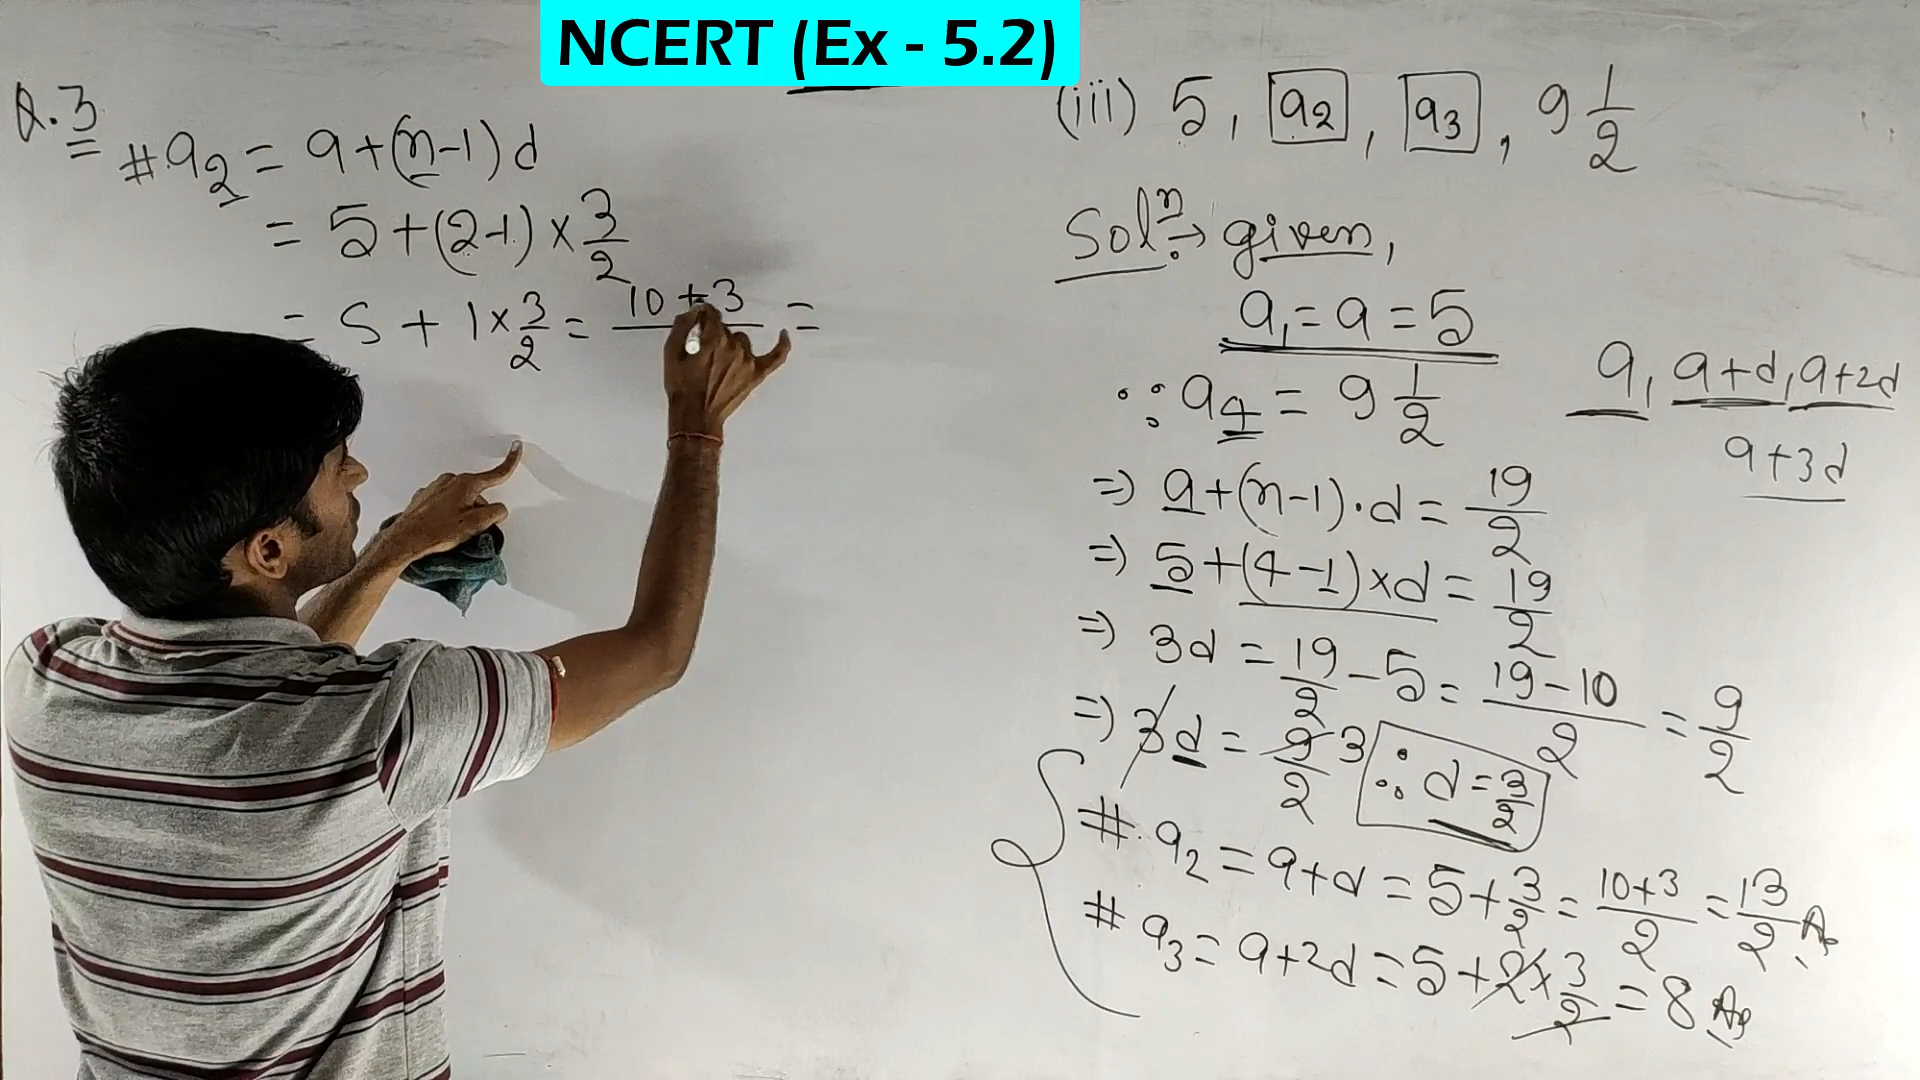 NCERT (Ex - 5.2)
Q.3
# a₂ = a+(n-1)d
= 5+(2-1)×3/2
= 5 + 1×3/2 = 10+3 =
(iii) 5, a₂, a₃, 9 1/2
Solⁿ→ given,
a₁=a=5
∵ a₄ = 9 1/2
a, a+d, a+2d
a+3d
⇒ a+(n-1).d = 19/2
⇒ 5+(4-1)×d = 19/2
⇒ 3d = 19/2 - 5 = 19-10/2 = 9/2
⇒ 3d = 9/2 3 ∴ d=3/2
# a₂ = a+d = 5+3/2 = 10+3/2 = 13/2 As
# a₃ = a+2d = 5+2×3/2 = 8 As